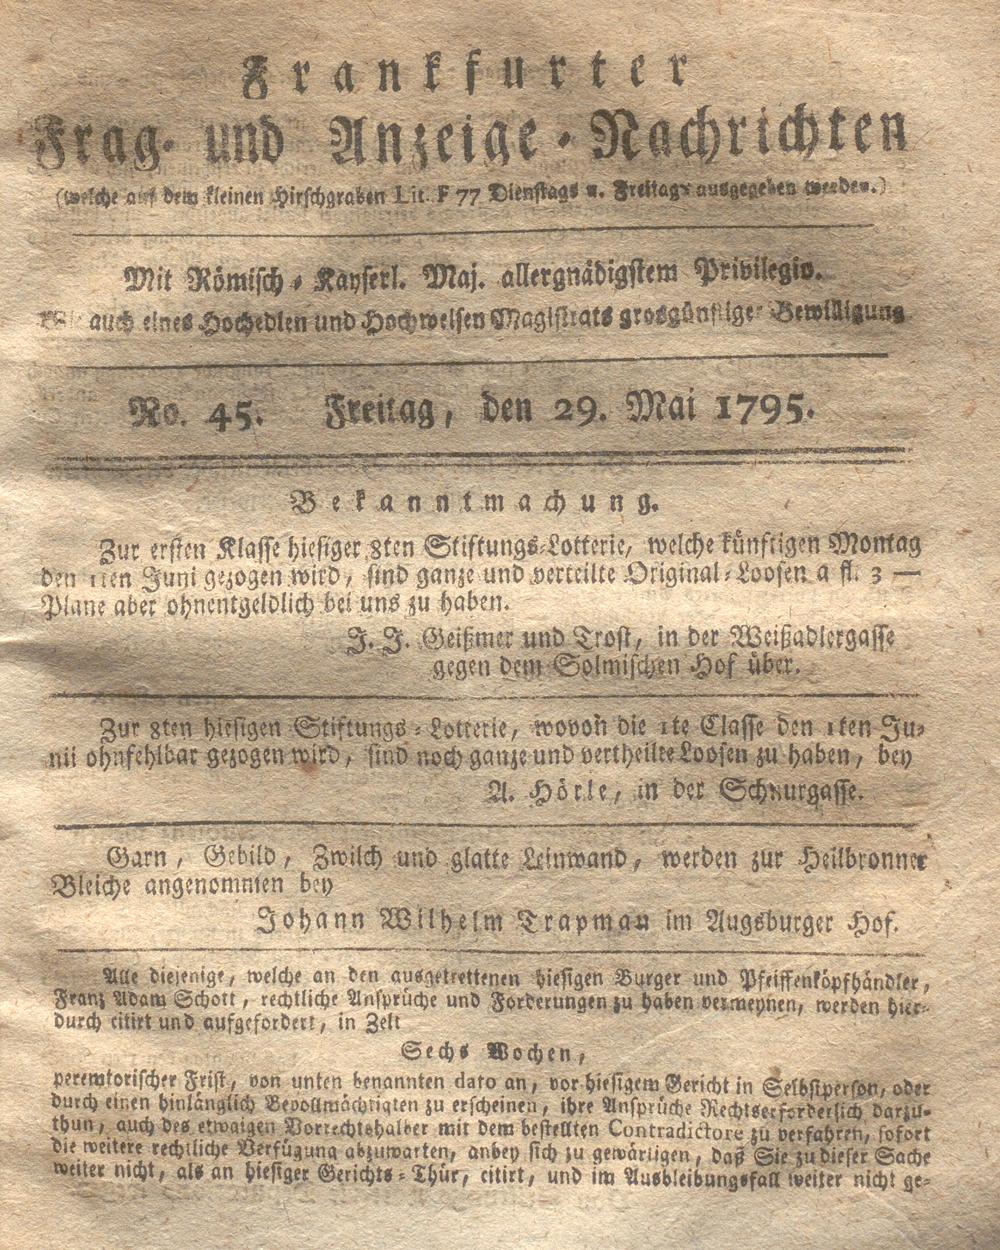 Frankfurter
Frag- und Anzeige-Nachrichten
(welche auf dem kleinen Hirschgraben Lit. F 77 Dienstags u. Freitags ausgegeben werden.)
Mit Römisch-Kayserl. Maj. allergnädigstem Privilegio.
auch eines Hochedlen und Hochweisen Magistrats grosgünstiger Bewilligung
No. 45. Freitag, den 29. Mai 1795.
Bekanntmachung.
Zur ersten Klasse hiesiger 8ten Stiftungs-Lotterie, welche künftigen Montag
den 1ten Juni gezogen wird, sind ganze und verteilte Original-Loosen a fl. 3 —
Plane aber ohnentgeldlich bei uns zu haben.
J. J. Geißmer und Trost, in der Weißadlergasse
gegen dem Solmischen Hof über.
Zur 8ten hiesigen Stiftungs-Lotterie, wovon die 1te Classe den 1ten Ju-
nii ohnfehlbar gezogen wird, sind noch ganze und vertheilte Loosen zu haben, bey
A. Hörle, in der Schnurgasse.
Garn, Gebild, Zwilch und glatte Leinwand, werden zur Heilbronner
Bleiche angenommen bey
Johann Wilhelm Trapmau im Augsburger Hof.
Alle diejenige, welche an den ausgetrettenen hiesigen Burger und Pfeiffenköpfhändler,
Franz Adam Schott, rechtliche Ansprüche und Forderungen zu haben vermeynen, werden hier-
durch citirt und aufgefordert, in Zeit
Sechs Wochen,
peremtorischer Frist, von unten benannten dato an, vor hiesigem Gericht in Selbstperson, oder
durch einen hinlänglich Bevollmächtigten zu erscheinen, ihre Ansprüche Rechtserforderlich darzu-
thun, auch des etwaigen Vorrechtehalber mit dem bestellten Contradictore zu verfahren, sofort
die weitere rechtliche Verfügung abzuwarten, anbey sich zu gewärtigen, daß Sie zu dieser Sache
weiter nicht, als an hiesiger Gerichts-Thür, citirt, und im Ausbleibungsfall weiter nicht ge-